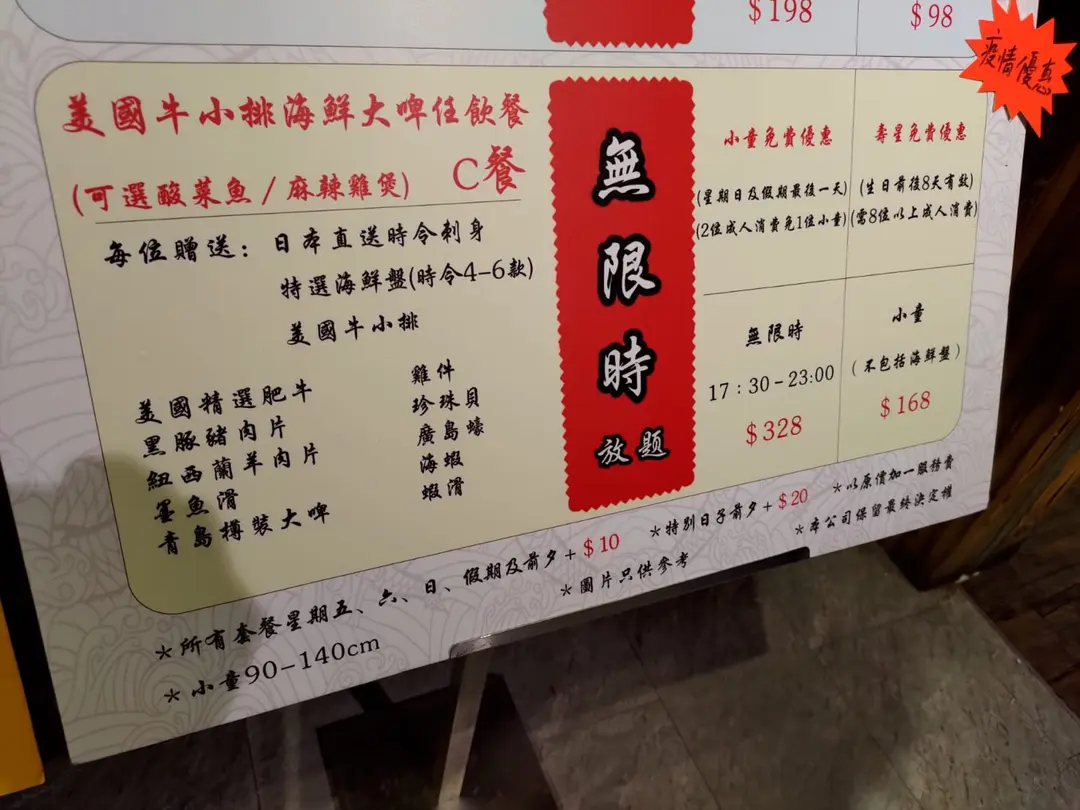 $198
$98
疫情優惠
美國牛小排海鮮大啤任飲餐
(可選酸菜魚/麻辣雞煲) C餐
每位贈送：日本直送時令刺身
特選海鮮盤(時令4-6款)
美國牛小排
美國精選肥牛
黑豚豬肉片
紐西蘭羊肉片
墨魚滑
青島樽裝大啤
雞件
珍珠貝
廣島蠔
海蝦
蝦滑
無限時
放題
小童免費優惠
(星期日及假期最後一天)
(2位成人消費免1位小童)
壽星免費優惠
(生日前後8天有效)
(需8位以上成人消費)
無限時
17:30-23:00
$328
小童
(不包括海鮮盤)
$168
*所有套餐星期五、六、日、假期及前夕+$10
*特別日子前夕+$20
*以原價加一服務費
*小童90-140cm
*圖片只供參考
*本公司保留最終決定權